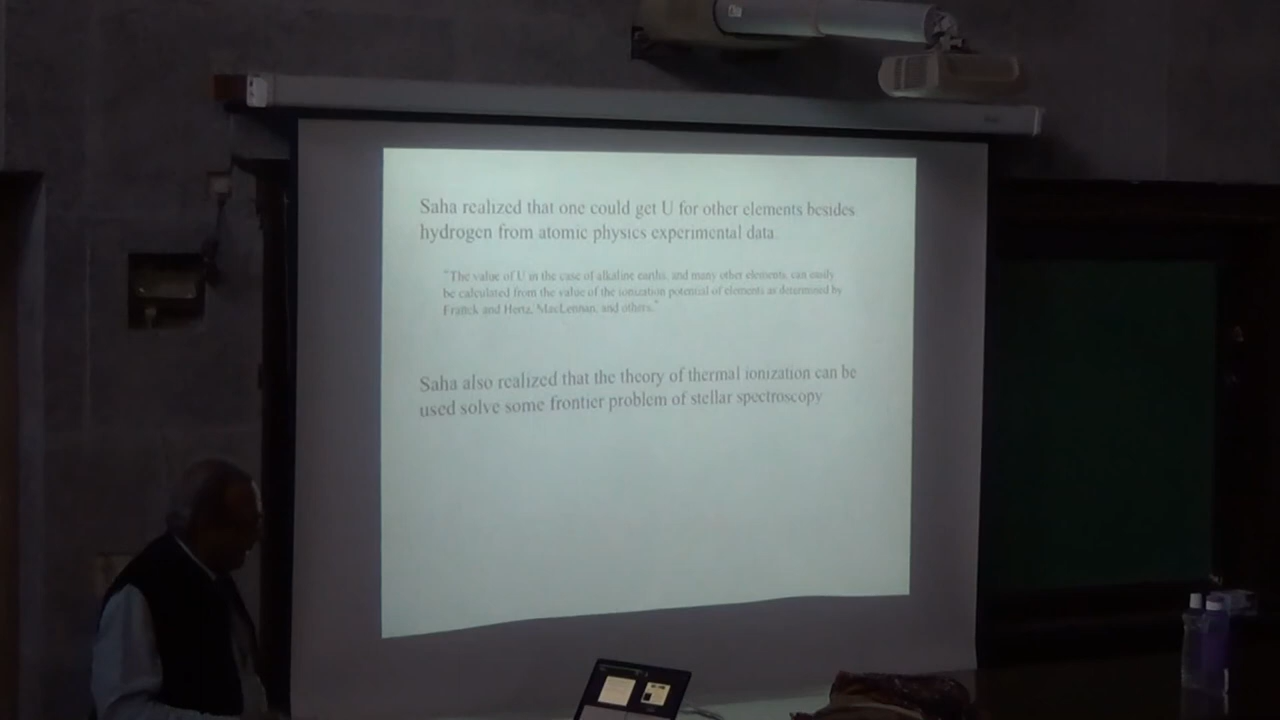 Saha realized that one could get U for other elements besides
hydrogen from atomic physics experimental data.
"The value of U in the case of alkaline earths, and many other elements, can easily
be calculated from the value of the ionization potential of elements as determined by
Franck and Hertz, MacLennan, and others."
Saha also realized that the theory of thermal ionization can be
used solve some frontier problem of stellar spectroscopy